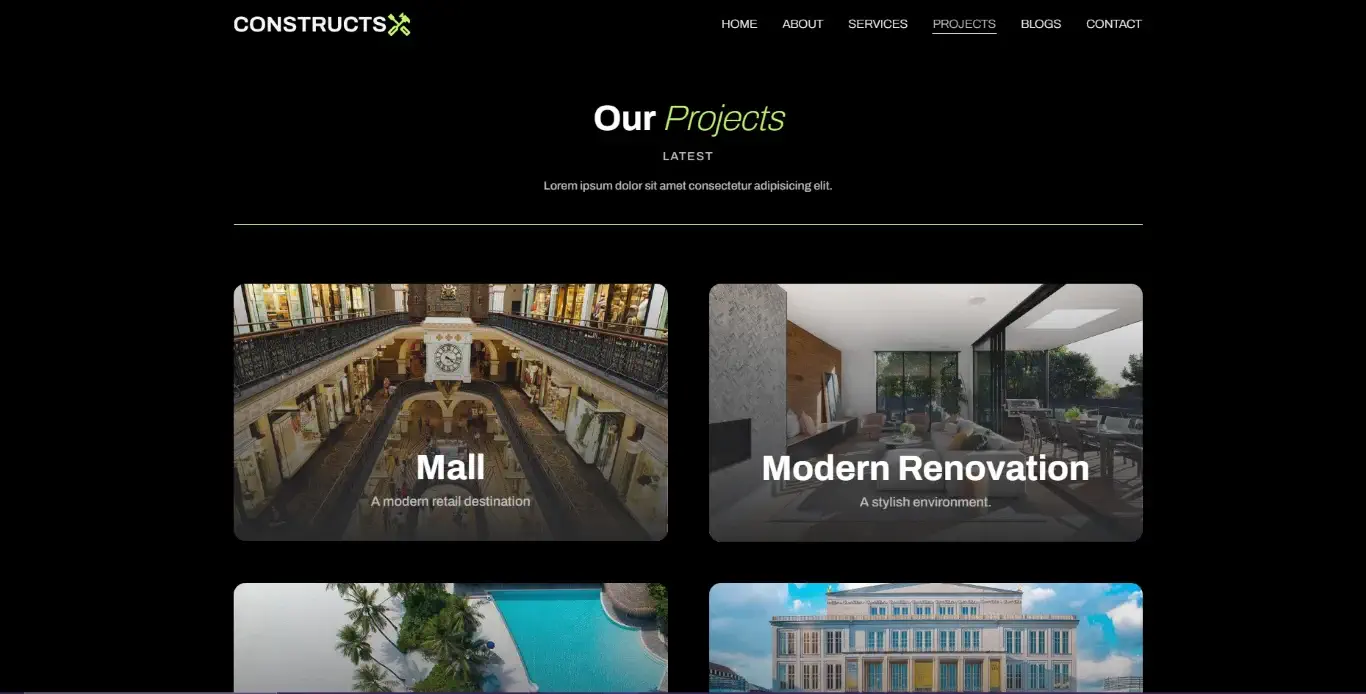 CONSTRUCTS
HOME ABOUT SERVICES PROJECTS BLOGS CONTACT
Our Projects
LATEST
Lorem ipsum dolor sit amet consectetur adipisicing elit.
Mall
A modern retail destination
Modern Renovation
A stylish environment.